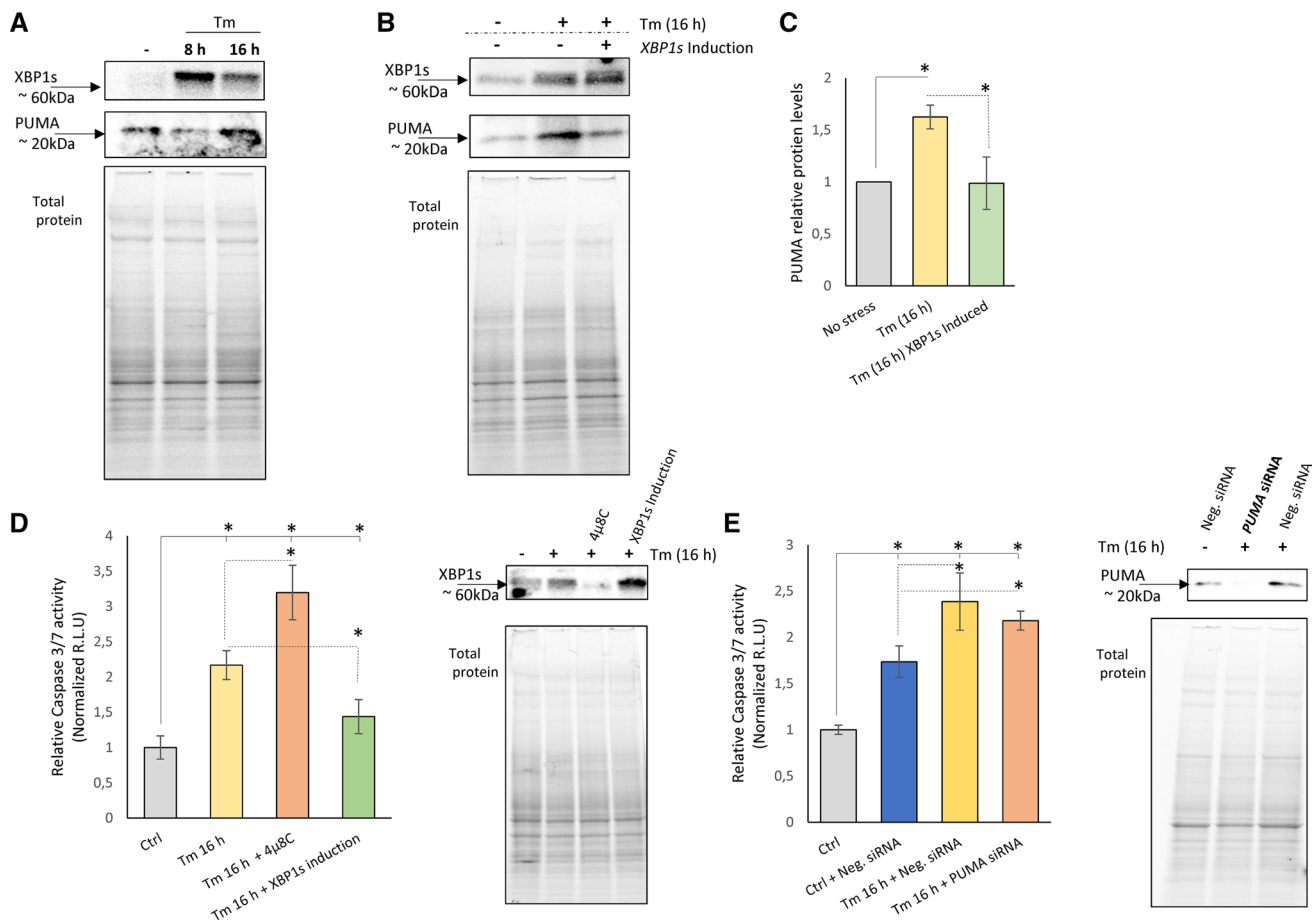 A
Tm
- 8 h 16 h
XBP1s
~ 60kDa
PUMA
~ 20kDa
Total
protein
B
- + + Tm (16 h)
- - + XBP1s Induction
XBP1s
~ 60kDa
PUMA
~ 20kDa
Total
protein
C
PUMA relative protien levels
2
1,5
1
0,5
0
* *
No stress
Tm (16 h)
Tm (16 h) XBP1s Induced
D
Relative Caspase 3/7 activity
(Normalized R.L.U)
4
3,5
3
2,5
2
1,5
1
0,5
0
* * *
*
*
Ctrl
Tm 16 h
Tm 16 h + 4µ8C
Tm 16 h + XBP1s induction
4µ8C
XBP1s Induction
- + + + Tm (16 h)
XBP1s
~ 60kDa
Total
protein
E
Relative Caspase 3/7 activity
(Normalized R.L.U)
3
2,5
2
1,5
1
0,5
0
* * *
*
*
Ctrl
Ctrl + Neg. siRNA
Tm 16 h + Neg. siRNA
Tm 16 h + PUMA siRNA
Neg. siRNA
PUMA siRNA
Neg. siRNA
Tm (16 h) - + +
PUMA
~ 20kDa
Total
protein